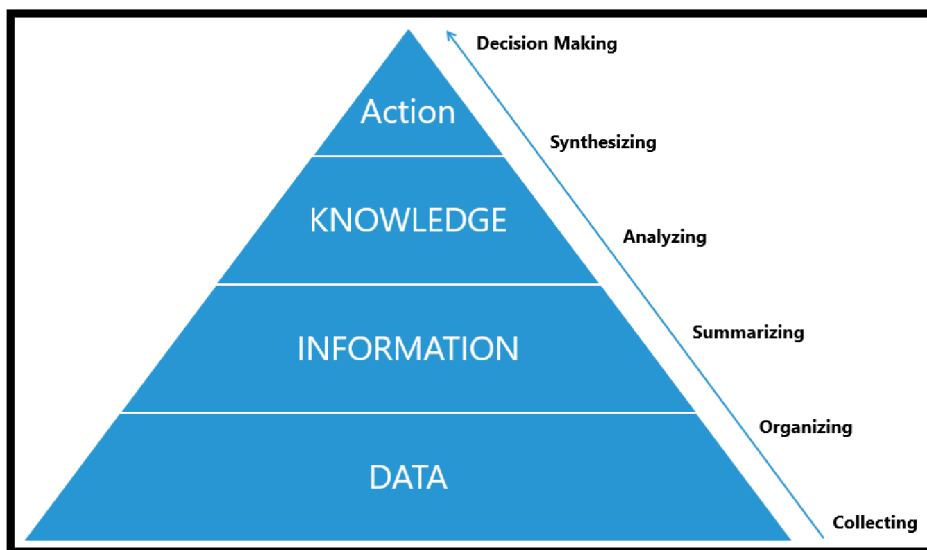 Decision Making
Action
Synthesizing
KNOWLEDGE
Analyzing
Summarizing
INFORMATION
Organizing
DATA
Collecting